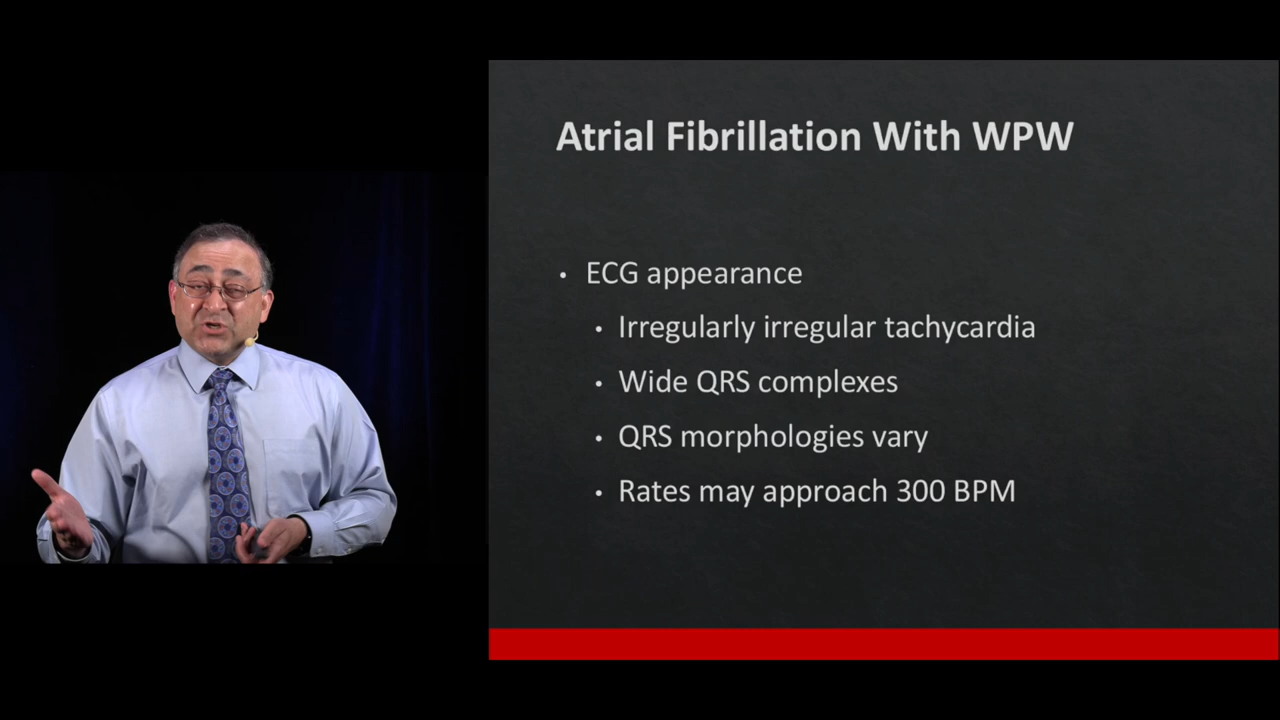 Atrial Fibrillation With WPW
• ECG appearance
• Irregularly irregular tachycardia
• Wide QRS complexes
• QRS morphologies vary
• Rates may approach 300 BPM